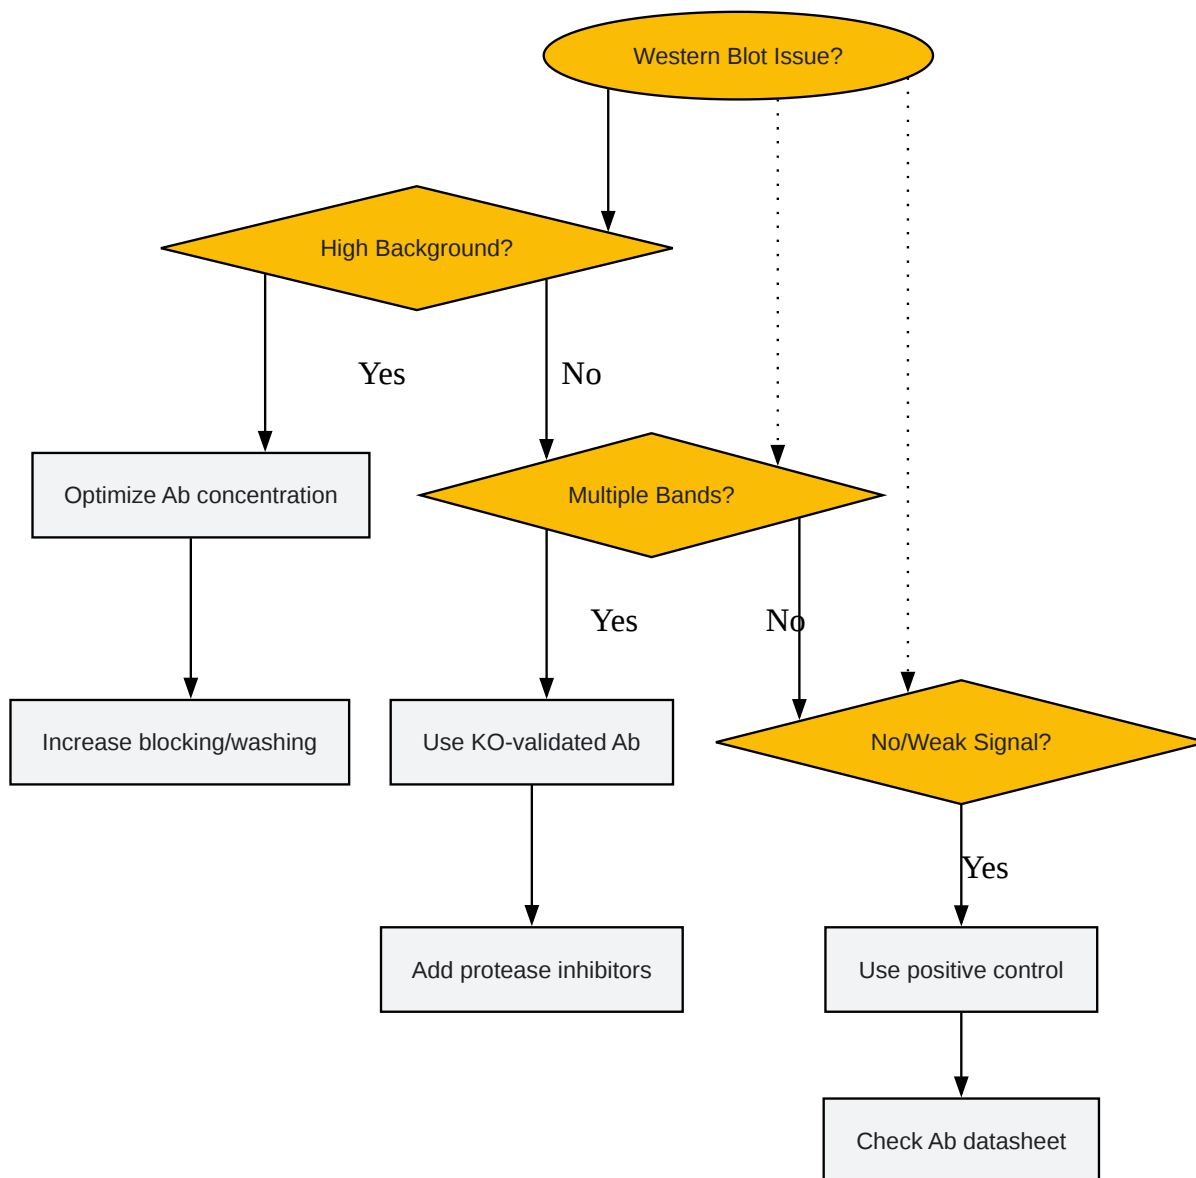 Western Blot Issue?
High Background?
Yes
No
Optimize Ab concentration
Multiple Bands?
Yes
No
Increase blocking/washing
Use KO-validated Ab
No/Weak Signal?
Yes
Add protease inhibitors
Use positive control
Check Ab datasheet